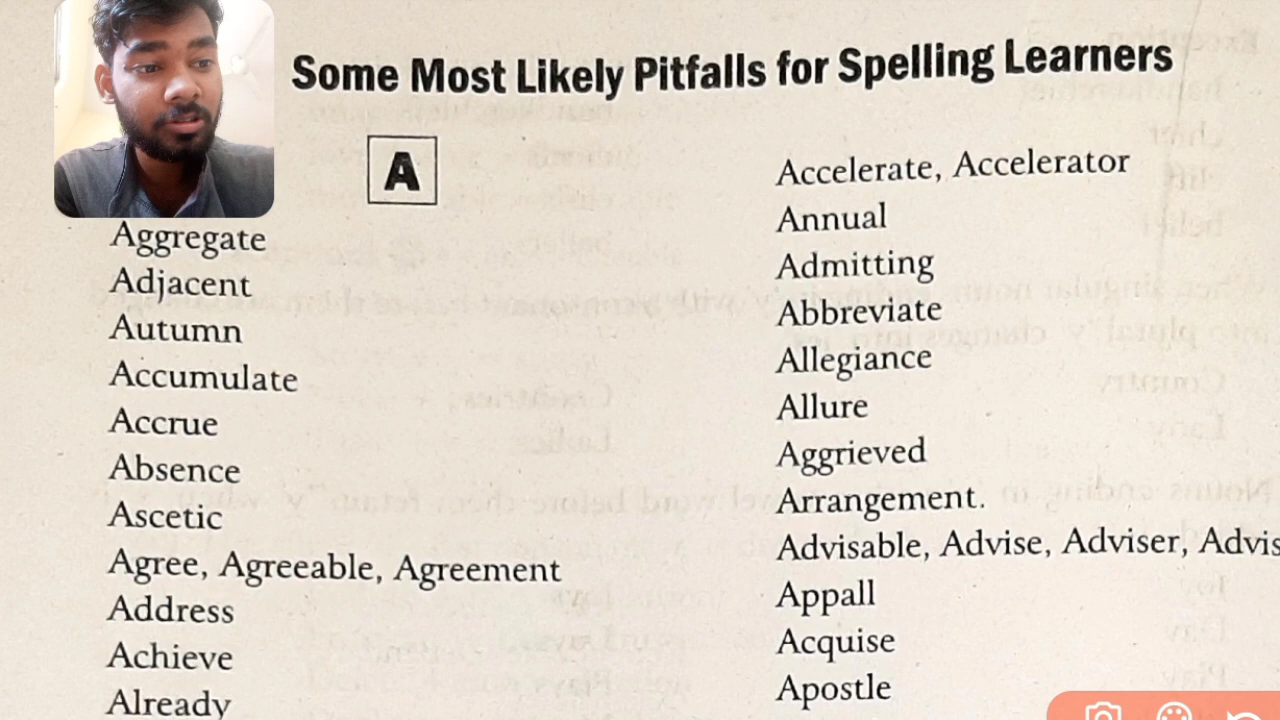 Some Most Likely Pitfalls for Spelling Learners
A
Aggregate
Adjacent
Autumn
Accumulate
Accrue
Absence
Ascetic
Agree, Agreeable, Agreement
Address
Achieve
Already
Accelerate, Accelerator
Annual
Admitting
Abbreviate
Allegiance
Allure
Aggrieved
Arrangement.
Advisable, Advise, Adviser, Advis
Appall
Acquise
Apostle